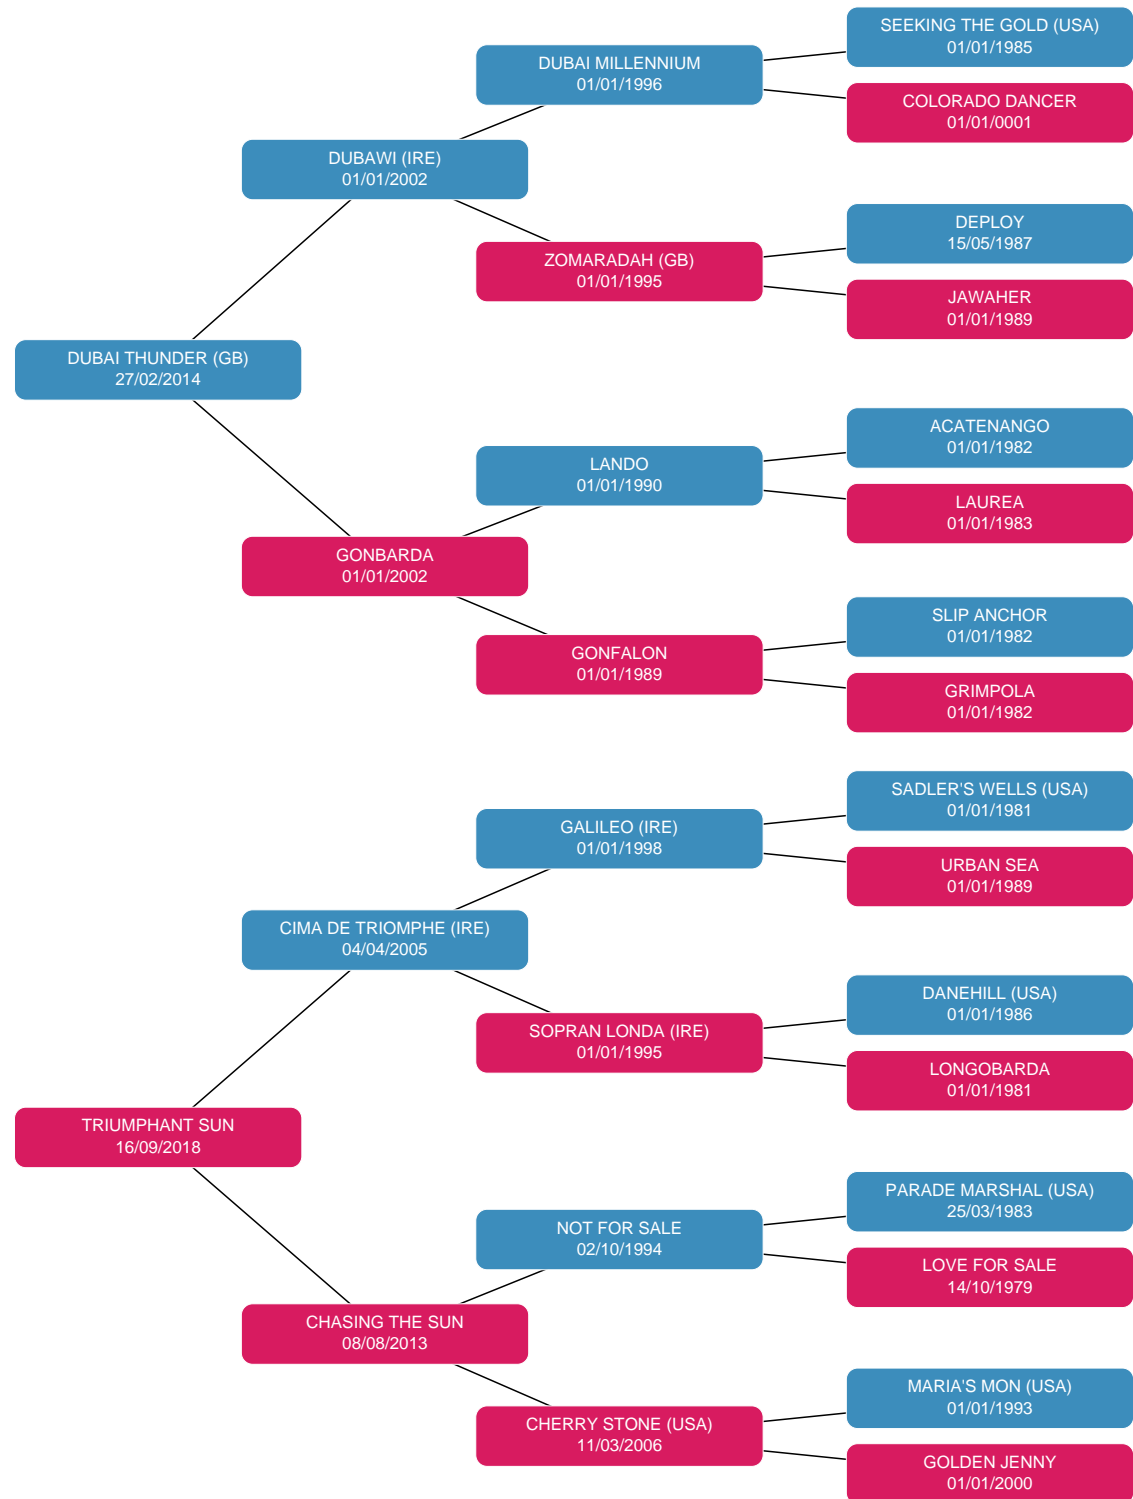 SEEKING THE GOLD (USA)
01/01/1985
DUBAI MILLENNIUM
01/01/1996
COLORADO DANCER
01/01/0001
DUBAWI (IRE)
01/01/2002
DEPLOY
15/05/1987
ZOMARADAH (GB)
01/01/1995
JAWAHER
01/01/1989
DUBAI THUNDER (GB)
27/02/2014
ACATENANGO
01/01/1982
LANDO
01/01/1990
LAUREA
01/01/1983
GONBARDA
01/01/2002
SLIP ANCHOR
01/01/1982
GONFALON
01/01/1989
GRIMPOLA
01/01/1982
SADLER'S WELLS (USA)
01/01/1981
GALILEO (IRE)
01/01/1998
URBAN SEA
01/01/1989
CIMA DE TRIOMPHE (IRE)
04/04/2005
DANEHILL (USA)
01/01/1986
SOPRAN LONDA (IRE)
01/01/1995
LONGOBARDA
01/01/1981
TRIUMPHANT SUN
16/09/2018
PARADE MARSHAL (USA)
25/03/1983
NOT FOR SALE
02/10/1994
LOVE FOR SALE
14/10/1979
CHASING THE SUN
08/08/2013
MARIA'S MON (USA)
01/01/1993
CHERRY STONE (USA)
11/03/2006
GOLDEN JENNY
01/01/2000